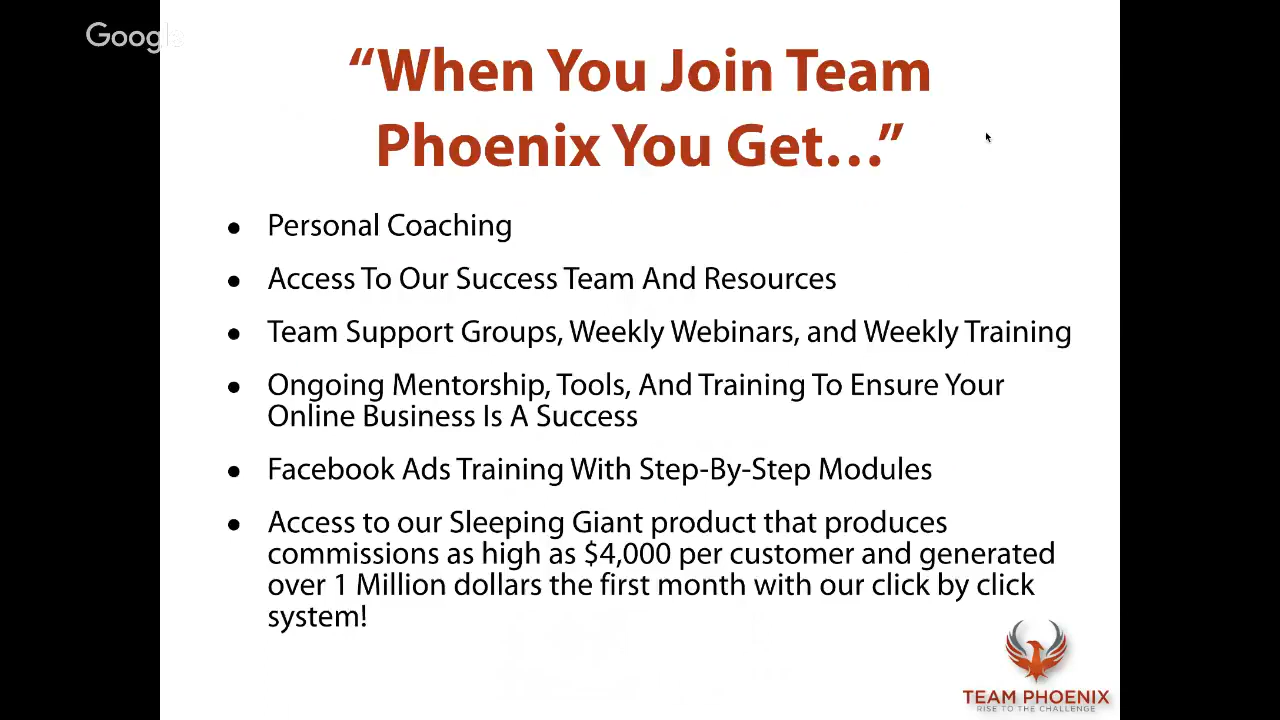 Google
“When You Join Team
Phoenix You Get…”
● Personal Coaching
● Access To Our Success Team And Resources
● Team Support Groups, Weekly Webinars, and Weekly Training
● Ongoing Mentorship, Tools, And Training To Ensure Your
Online Business Is A Success
● Facebook Ads Training With Step-By-Step Modules
● Access to our Sleeping Giant product that produces
commissions as high as $4,000 per customer and generated
over 1 Million dollars the first month with our click by click
system!
TEAM PHOENIX
RISE TO THE CHALLENGE